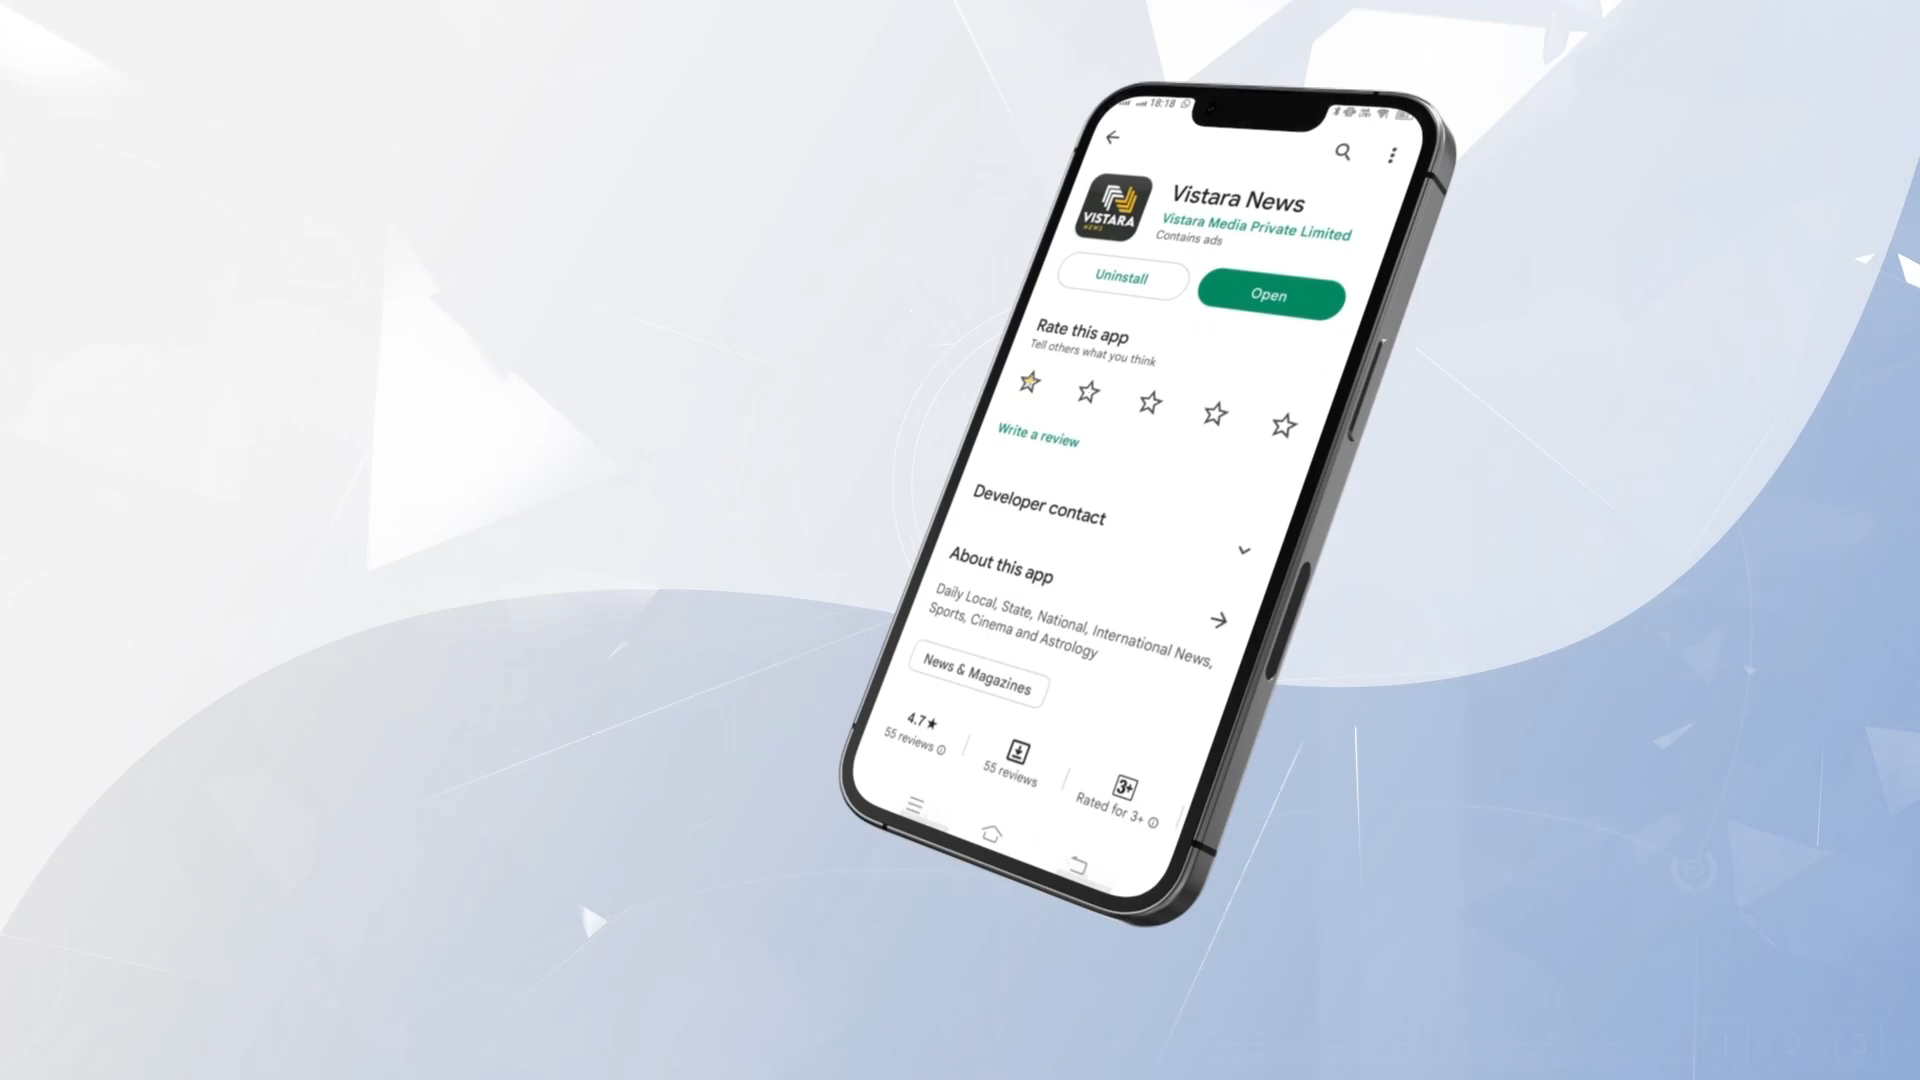 18:18
Vistara News
Vistara Media Private Limited
Contains ads
VISTARA
NEWS
Uninstall
Open
Rate this app
Tell others what you think
Write a review
Developer contact
About this app
Daily Local, State, National, International News,
Sports, Cinema and Astrology
News & Magazines
4.7★
55 reviews
55 reviews
3+
Rated for 3+